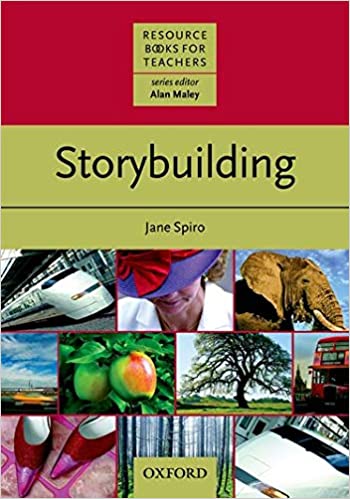 RESOURCE
BOOKS FOR
TEACHERS
series editor
Alan Maley
Storybuilding
Jane Spiro
OXFORD